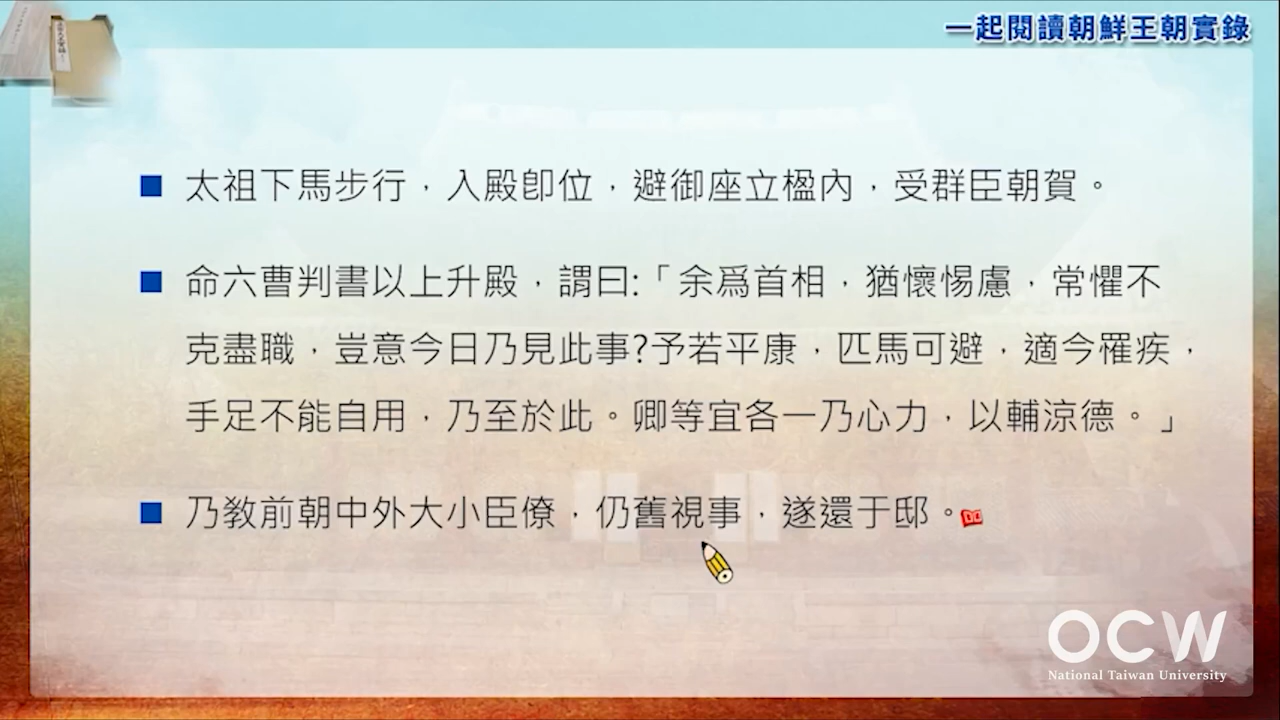 一起閱讀朝鮮王朝實錄
太祖下馬步行，入殿卽位，避御座立楹內，受群臣朝賀。
命六曹判書以上升殿，謂曰:「余爲首相，猶懷惕慮，常懼不
克盡職，豈意今日乃見此事?予若平康，匹馬可避，適今罹疾，
手足不能自用，乃至於此。卿等宜各一乃心力，以輔涼德。」
乃敎前朝中外大小臣僚，仍舊視事，遂還于邸。
OCW
National Taiwan University